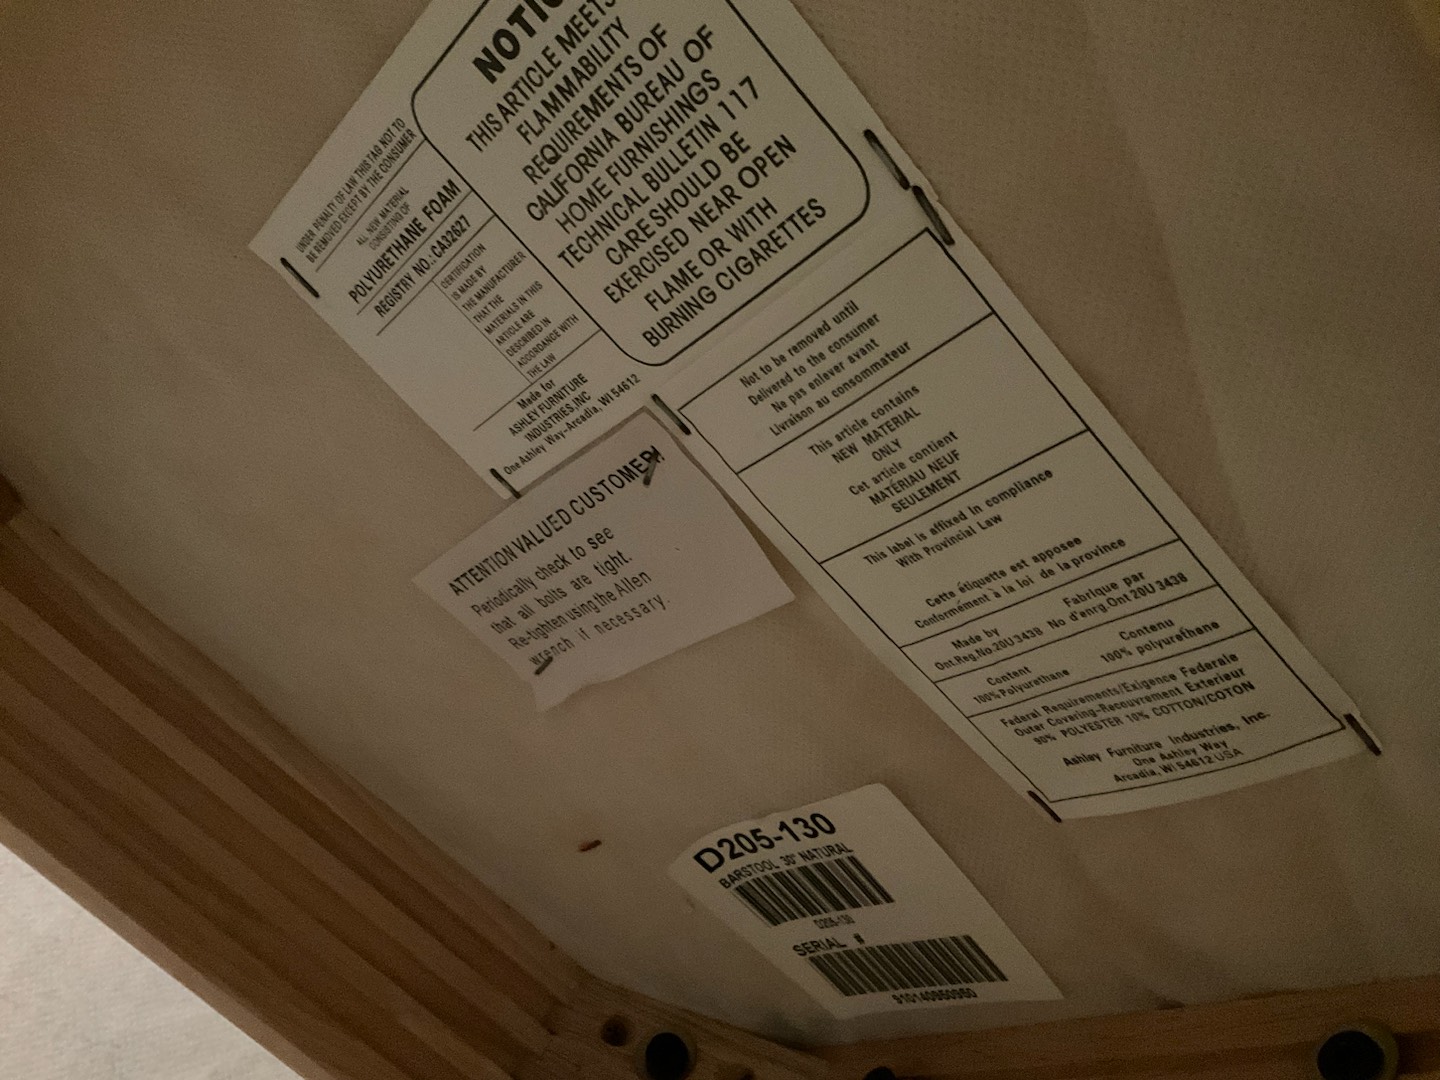 UNDER PENALTY OF LAW THIS TAG NOT TO
BE REMOVED EXCEPT BY THE CONSUMER
ALL NEW MATERIAL
CONSISTING OF
POLYURETHANE FOAM
REGISTRY NO.: CA32627
CERTIFICATION
IS MADE BY
THE MANUFACTURER
THAT THE
MATERIALS IN THIS
ARTICLE ARE
DESCRIBED IN
ACCORDANCE WITH
THE LAW
Made for
ASHLEY FURNITURE
INDUSTRIES,INC
One Ashley Way-Arcadia, WI 54612
THIS ARTICLE MEETS
FLAMMABILITY
REQUIREMENTS OF
CALIFORNIA BUREAU OF
HOME FURNISHINGS
TECHNICAL BULLETIN 117
CARE SHOULD BE
EXERCISED NEAR OPEN
FLAME OR WITH
BURNING CIGARETTES
Not to be removed until
Delivered to the consumer
Ne pas enlever avant
Livraison au consommateur
This article contains
NEW MATERIAL
ONLY
Cet article contient
MATÉRIAU NEUF
SEULEMENT
This label is affixed in compliance
With Provincial Law
Cette étiquette est apposee
Conformément à la loi de la province
Made by Fabrique par
Ont.Reg.No.20U3438 No d'enrg.Ont 20U 3438
Content Contenu
100% Polyurethane 100% polyurethane
Federal Requirements/Exigence Federale
Outer Covering-Recouvrement Exterieur
90% POLYESTER 10% COTTON/COTON
Ashley Furniture Industries, Inc.
One Ashley Way
Arcadia, WI 54612 USA
ATTENTION VALUED CUSTOMER!
Periodically check to see
that all bolts are tight.
Re-tighten using the Allen
wrench if necessary.
D205-130
BARSTOOL 30" NATURAL
D205-130
SERIAL #
910140950950